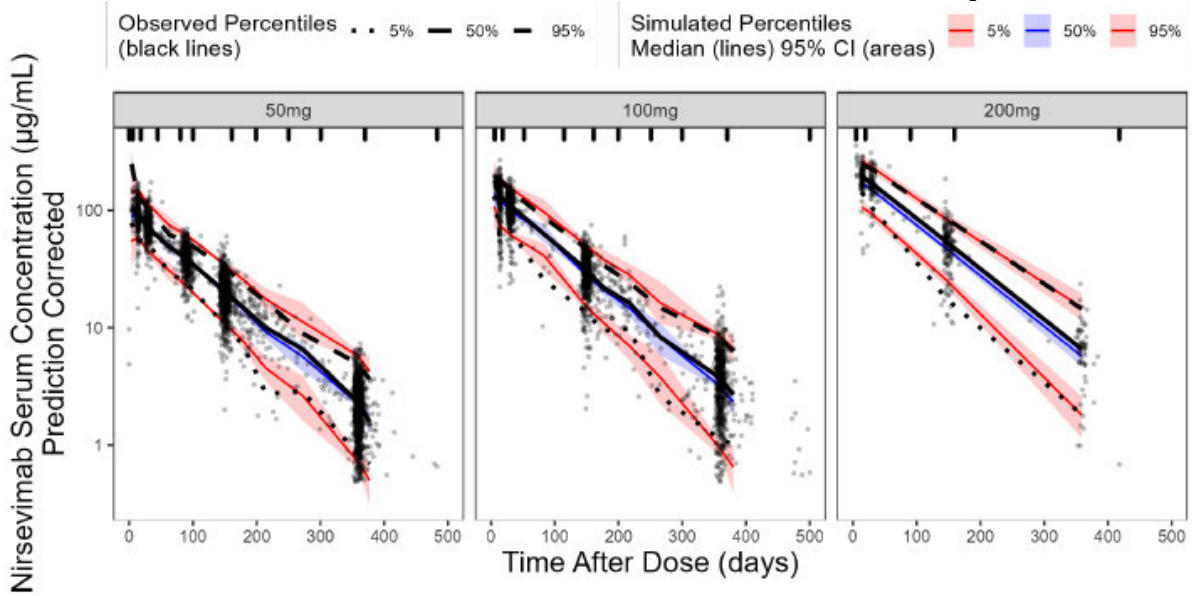 Observed Percentiles
(black lines)
5%
50%
95%
Simulated Percentiles
Median (lines) 95% CI (areas)
5%
50%
95%
Nirsevimab Serum Concentration (µg/mL)
Prediction Corrected
50mg
100mg
200mg
100
10
1
0 100 200 300 400 500
0 100 200 300 400 500
0 100 200 300 400 500
Time After Dose (days)